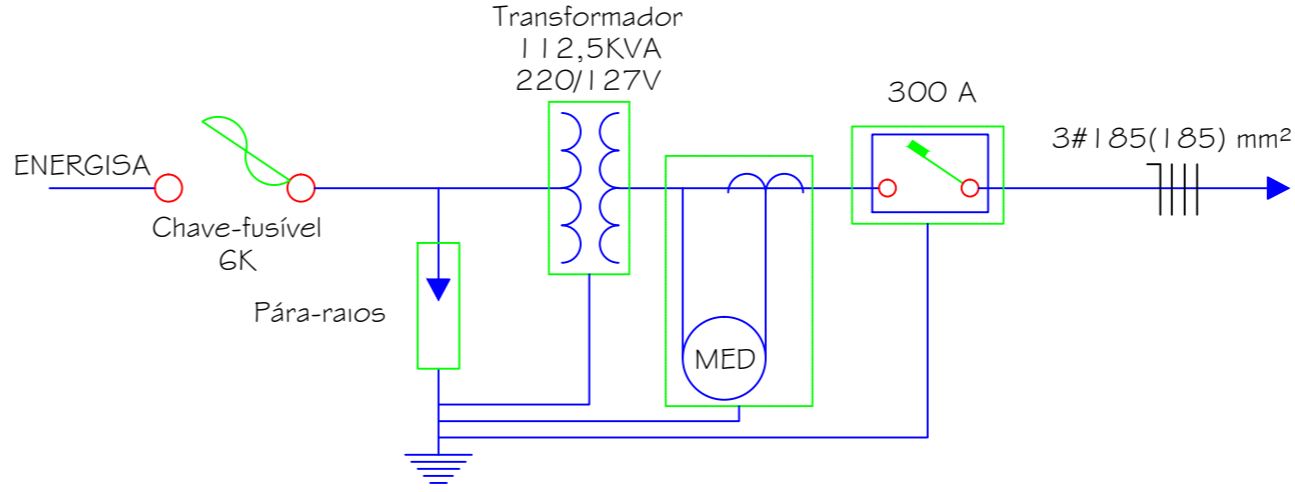 Transformador
112,5KVA
220/127V
300 A
3#185(185) mm²
ENERGISA
Chave-fusível
6K
Pára-raios
MED